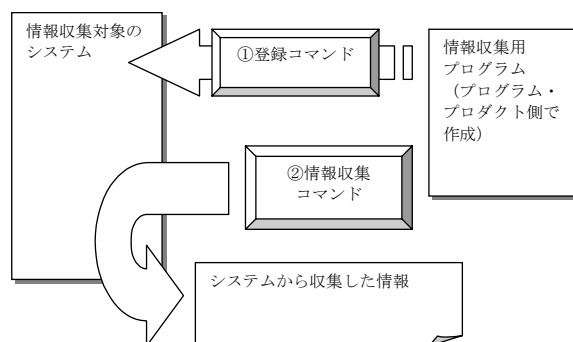 情報収集対象の
システム
①登録コマンド
情報収集用
プログラム
（プログラム・
プロダクト側で
作成）
②情報収集
コマンド
システムから収集した情報